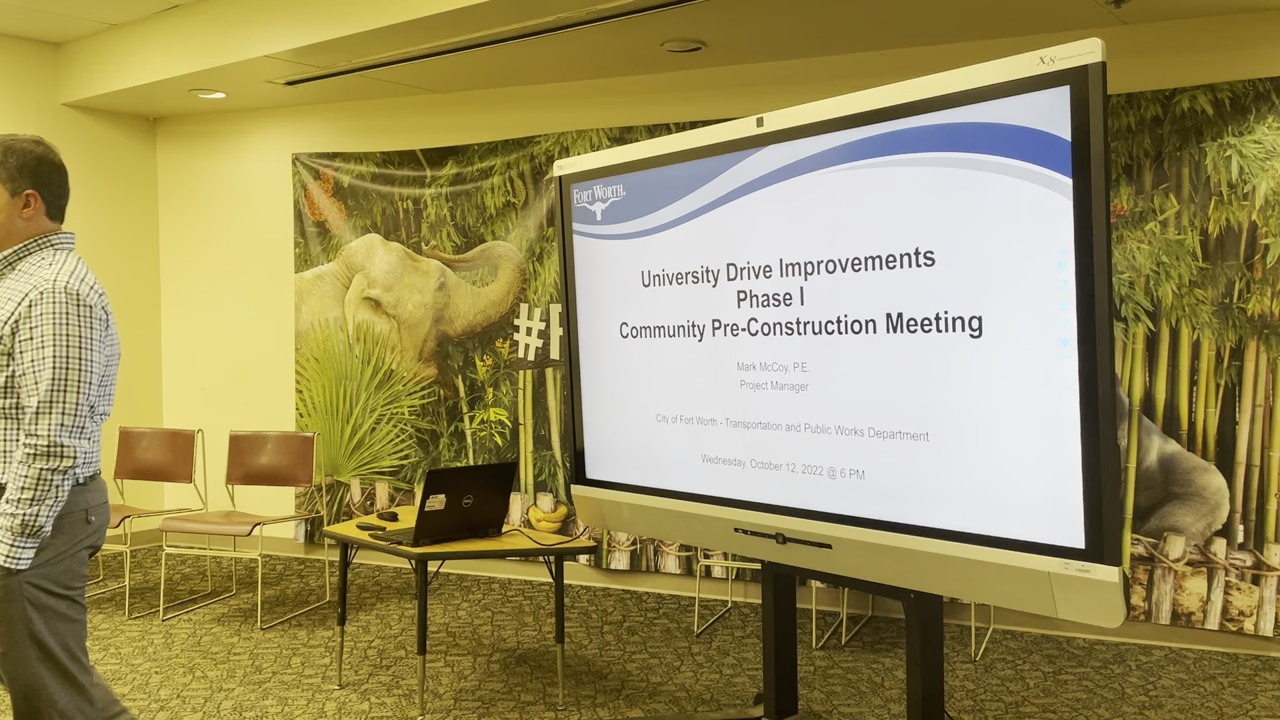 X8
FORT WORTH®
University Drive Improvements
Phase I
Community Pre-Construction Meeting
Mark McCoy, P.E.
Project Manager
City of Fort Worth - Transportation and Public Works Department
Wednesday, October 12, 2022 @ 6 PM
#F
DELL